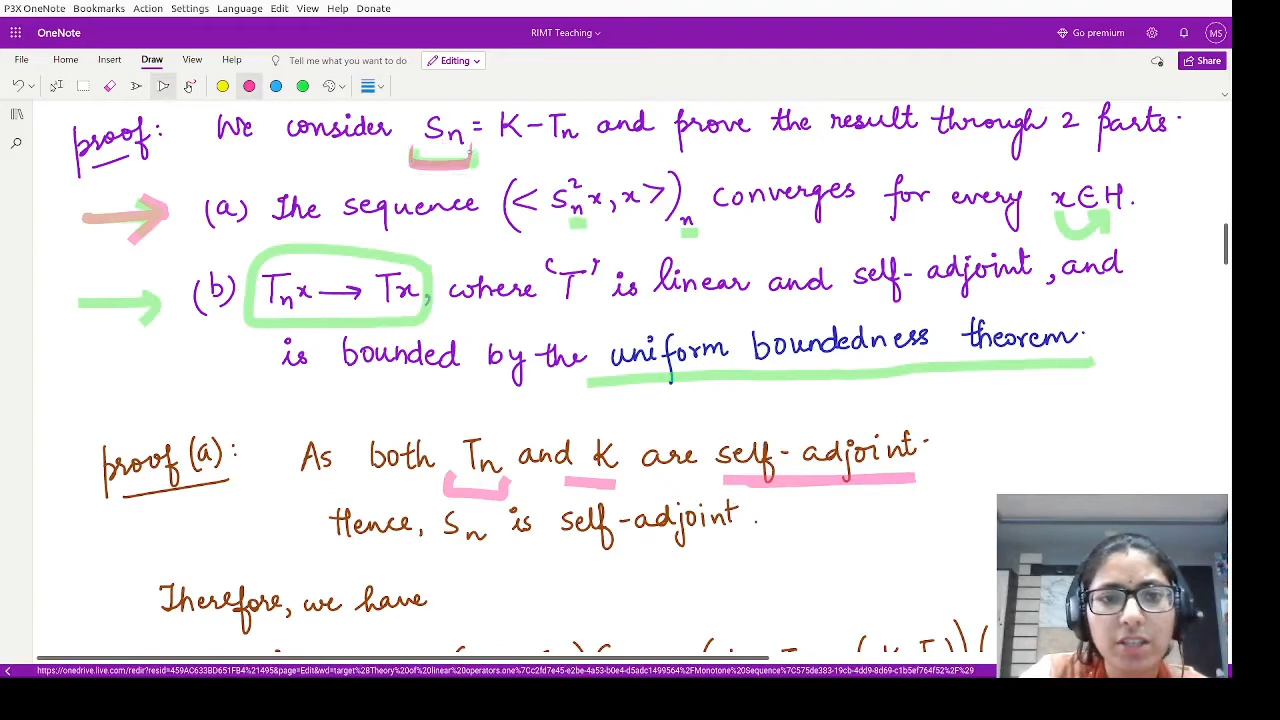 P3X OneNote Bookmarks Action Settings Language Edit View Help Donate
OneNote RIMT Teaching Go premium MS
File Home Insert Draw View Help Tell me what you want to do Editing Share
proof: We consider Sn = K - Tn and prove the result through 2 parts.
(a) The sequence (< Sn²x, x >)n converges for every x ∈ H.
(b) Tnx → Tx, where 'T' is linear and self-adjoint, and
is bounded by the uniform boundedness theorem.
proof (a): As both Tn and K are self-adjoint.
Hence, Sn is self-adjoint.
Therefore, we have